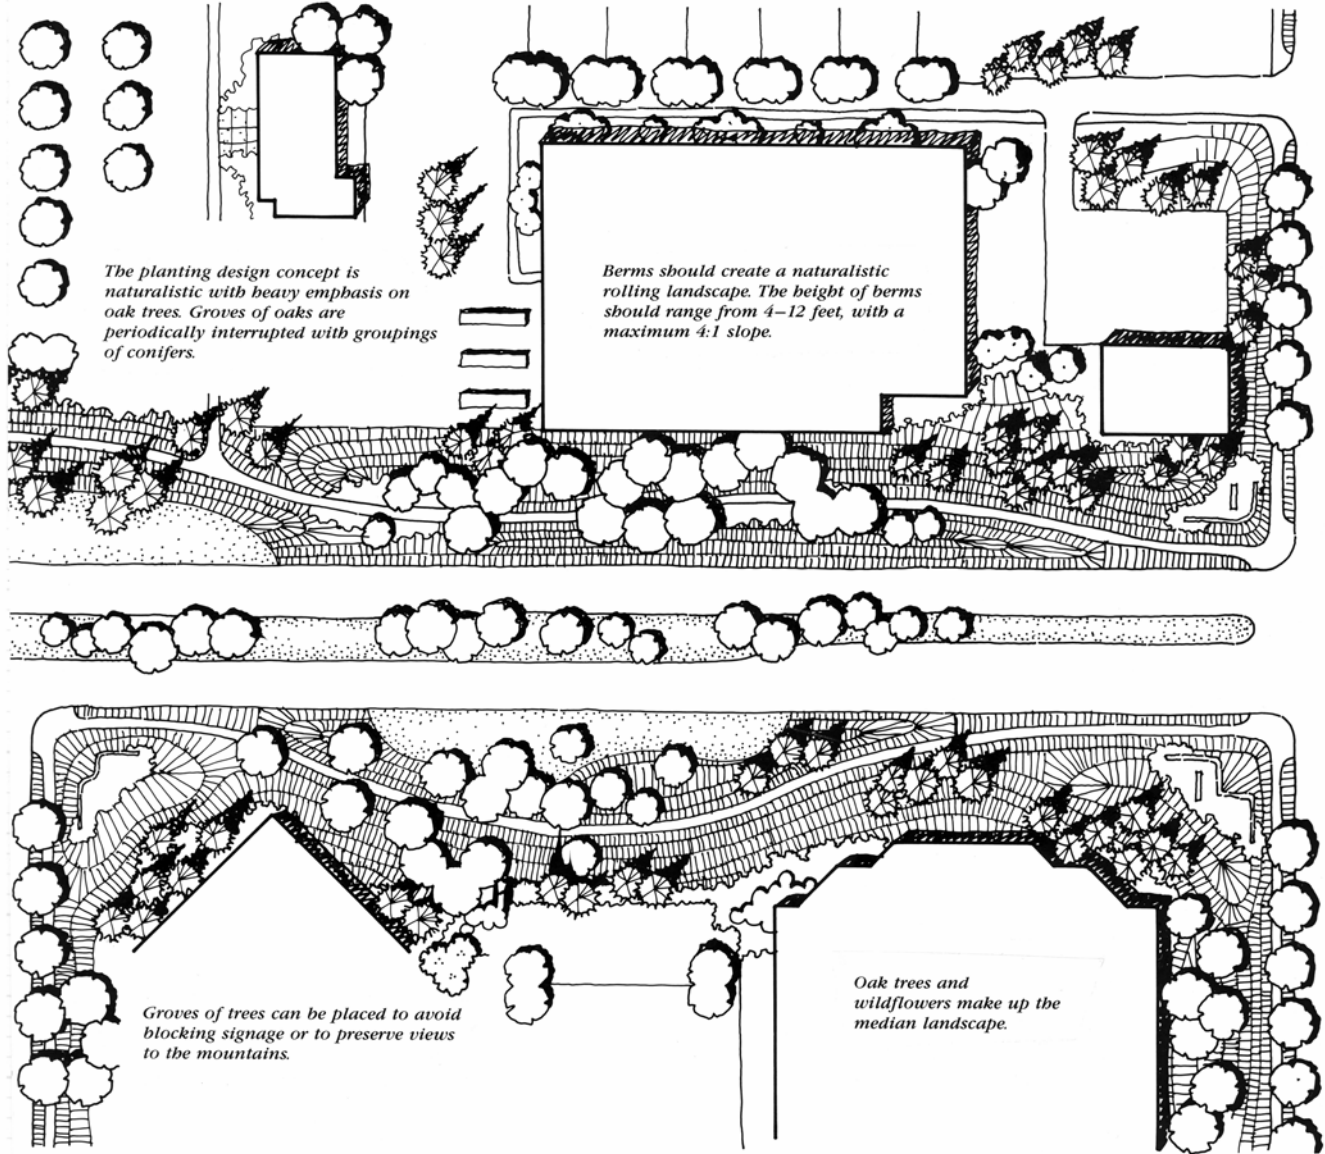 The planting design concept is
naturalistic with heavy emphasis on
oak trees. Groves of oaks are
periodically interrupted with groupings
of conifers.
Berms should create a naturalistic
rolling landscape. The height of berms
should range from 4–12 feet, with a
maximum 4:1 slope.
Groves of trees can be placed to avoid
blocking signage or to preserve views
to the mountains.
Oak trees and
wildflowers make up the
median landscape.